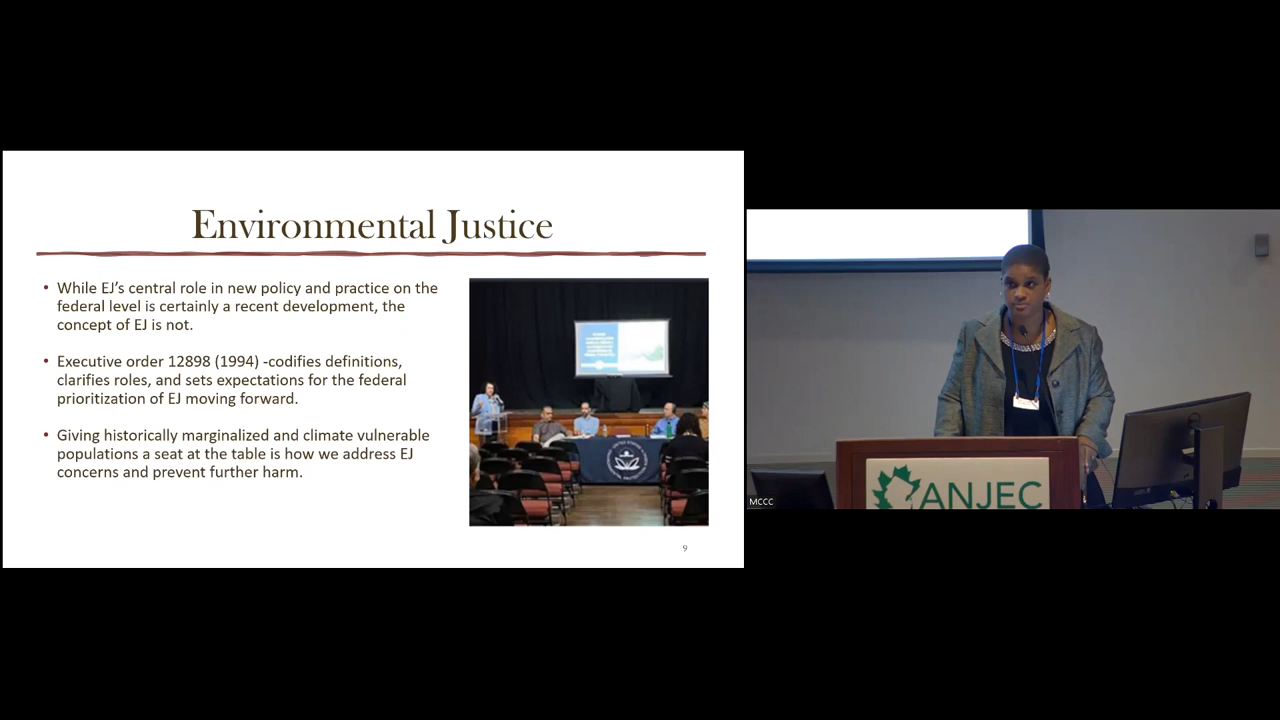 Environmental Justice
• While EJ's central role in new policy and practice on the
federal level is certainly a recent development, the
concept of EJ is not.
• Executive order 12898 (1994) -codifies definitions,
clarifies roles, and sets expectations for the federal
prioritization of EJ moving forward.
• Giving historically marginalized and climate vulnerable
populations a seat at the table is how we address EJ
concerns and prevent further harm.
9
ANJEC
MCCC